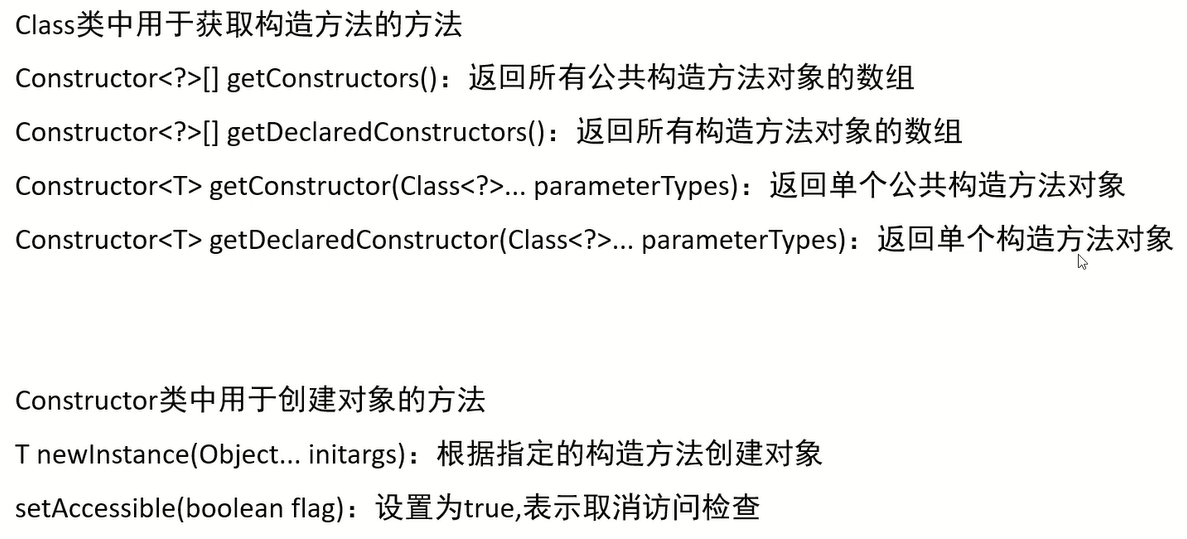 Class类中用于获取构造方法的方法
Constructor<?>[] getConstructors()：返回所有公共构造方法对象的数组
Constructor<?>[] getDeclaredConstructors()：返回所有构造方法对象的数组
Constructor<T> getConstructor(Class<?>... parameterTypes)：返回单个公共构造方法对象
Constructor<T> getDeclaredConstructor(Class<?>... parameterTypes)：返回单个构造方法对象
Constructor类中用于创建对象的方法
T newInstance(Object... initargs)：根据指定的构造方法创建对象
setAccessible(boolean flag)：设置为true,表示取消访问检查